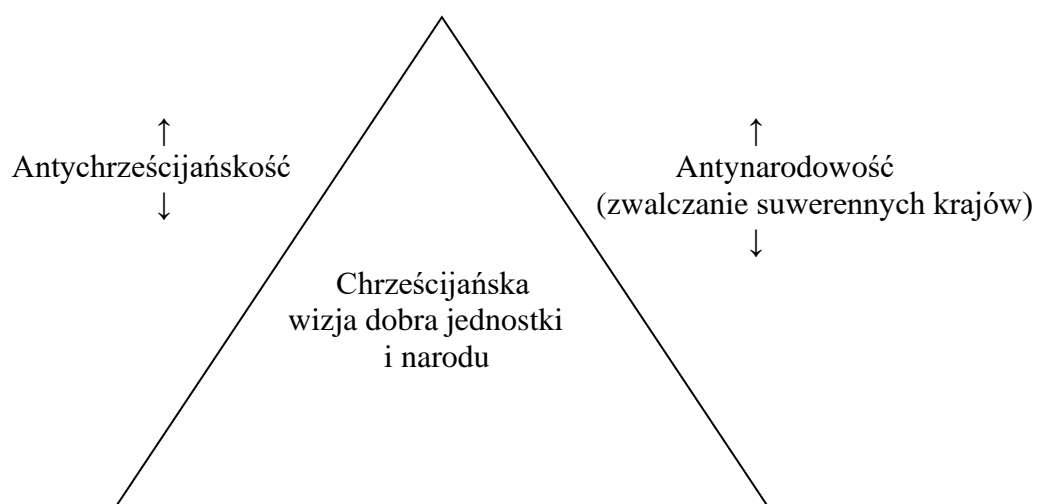 ↑
Antychrześcijańskość
↓
↑
Antynarodowość
(zwalczanie suwerennych krajów)
↓
Chrześcijańska
wizja dobra jednostki
i narodu